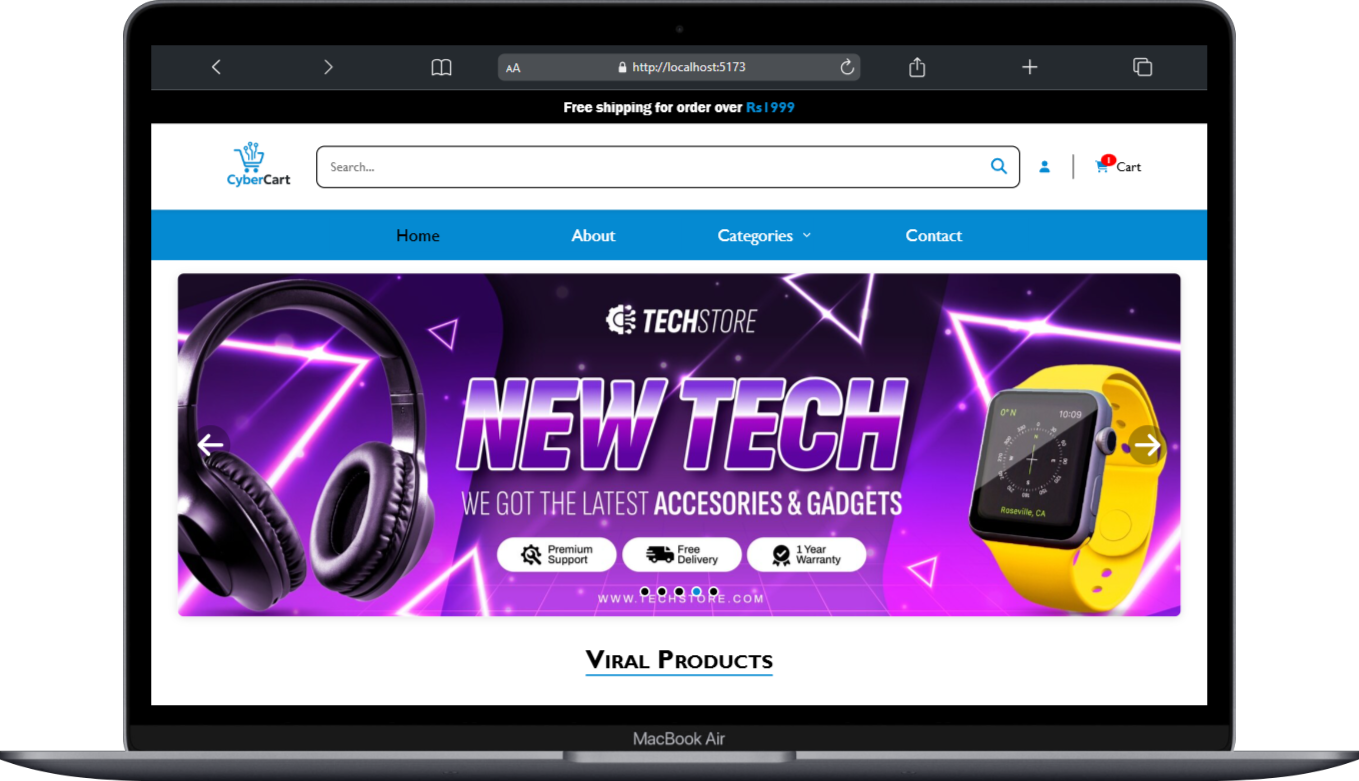 AA
http://localhost:5173
Free shipping for order over Rs1999
CyberCart
Search...
1
Cart
Home
About
Categories
Contact
TECHSTORE
NEW TECH
WE GOT THE LATEST ACCESORIES & GADGETS
Premium
Support
Free
Delivery
1 Year
Warranty
WWW.TECHSTORE.COM
0° N
10:09
Roseville, CA
VIRAL PRODUCTS
MacBook Air